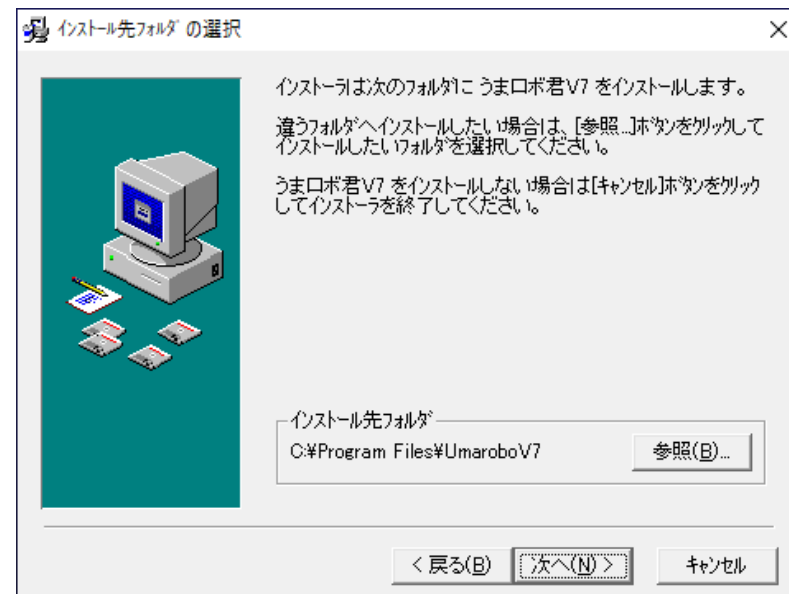 ｲﾝｽﾄｰﾙ先ﾌｫﾙﾀﾞ の選択
ｲﾝｽﾄｰﾗは次のﾌｫﾙﾀﾞに うまロボ君V7 をｲﾝｽﾄｰﾙします。
違うﾌｫﾙﾀﾞへｲﾝｽﾄｰﾙしたい場合は、[参照...]ﾎﾞﾀﾝをｸﾘｯｸして
ｲﾝｽﾄｰﾙしたいﾌｫﾙﾀﾞを選択してください。
うまロボ君V7 をｲﾝｽﾄｰﾙしない場合は[ｷｬﾝｾﾙ]ﾎﾞﾀﾝをｸﾘｯｸ
してｲﾝｽﾄｰﾗを終了してください。
ｲﾝｽﾄｰﾙ先ﾌｫﾙﾀﾞ
C:¥Program Files¥UmaroboV7
参照(B)...
< 戻る(B)
次へ(N) >
ｷｬﾝｾﾙ